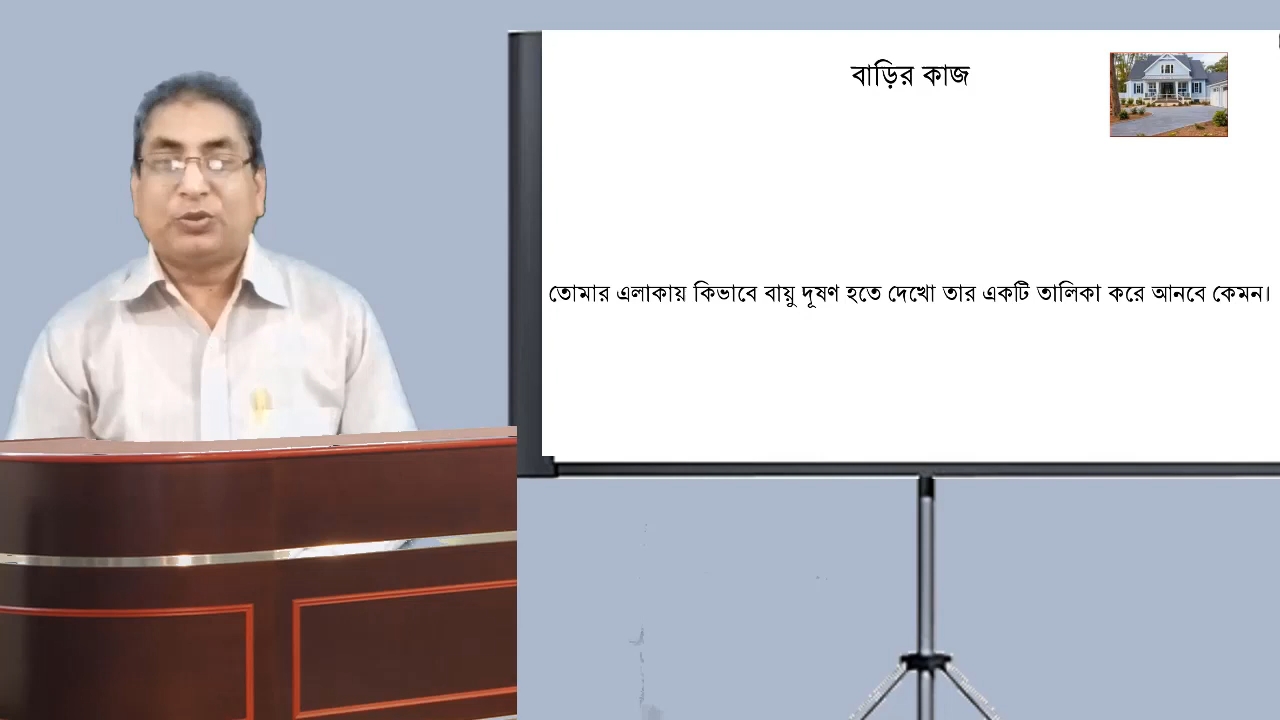 বাড়ির কাজ
তোমার এলাকায় কিভাবে বায়ু দূষণ হতে দেখো তার একটি তালিকা করে আনবে কেমন।